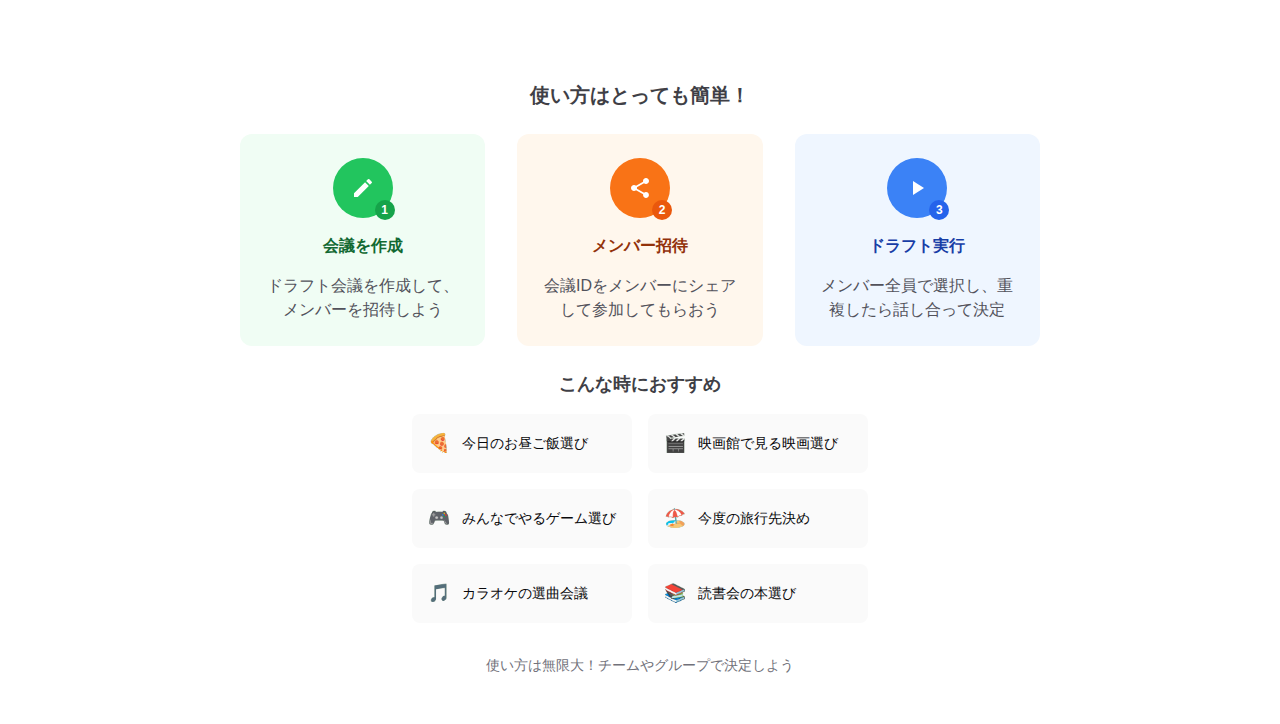 使い方はとっても簡単！
1
会議を作成
ドラフト会議を作成して、
メンバーを招待しよう
2
メンバー招待
会議IDをメンバーにシェア
して参加してもらおう
3
ドラフト実行
メンバー全員で選択し、重
複したら話し合って決定
こんな時におすすめ
今日のお昼ご飯選び
映画館で見る映画選び
みんなでやるゲーム選び
今度の旅行先決め
カラオケの選曲会議
読書会の本選び
使い方は無限大！チームやグループで決定しよう